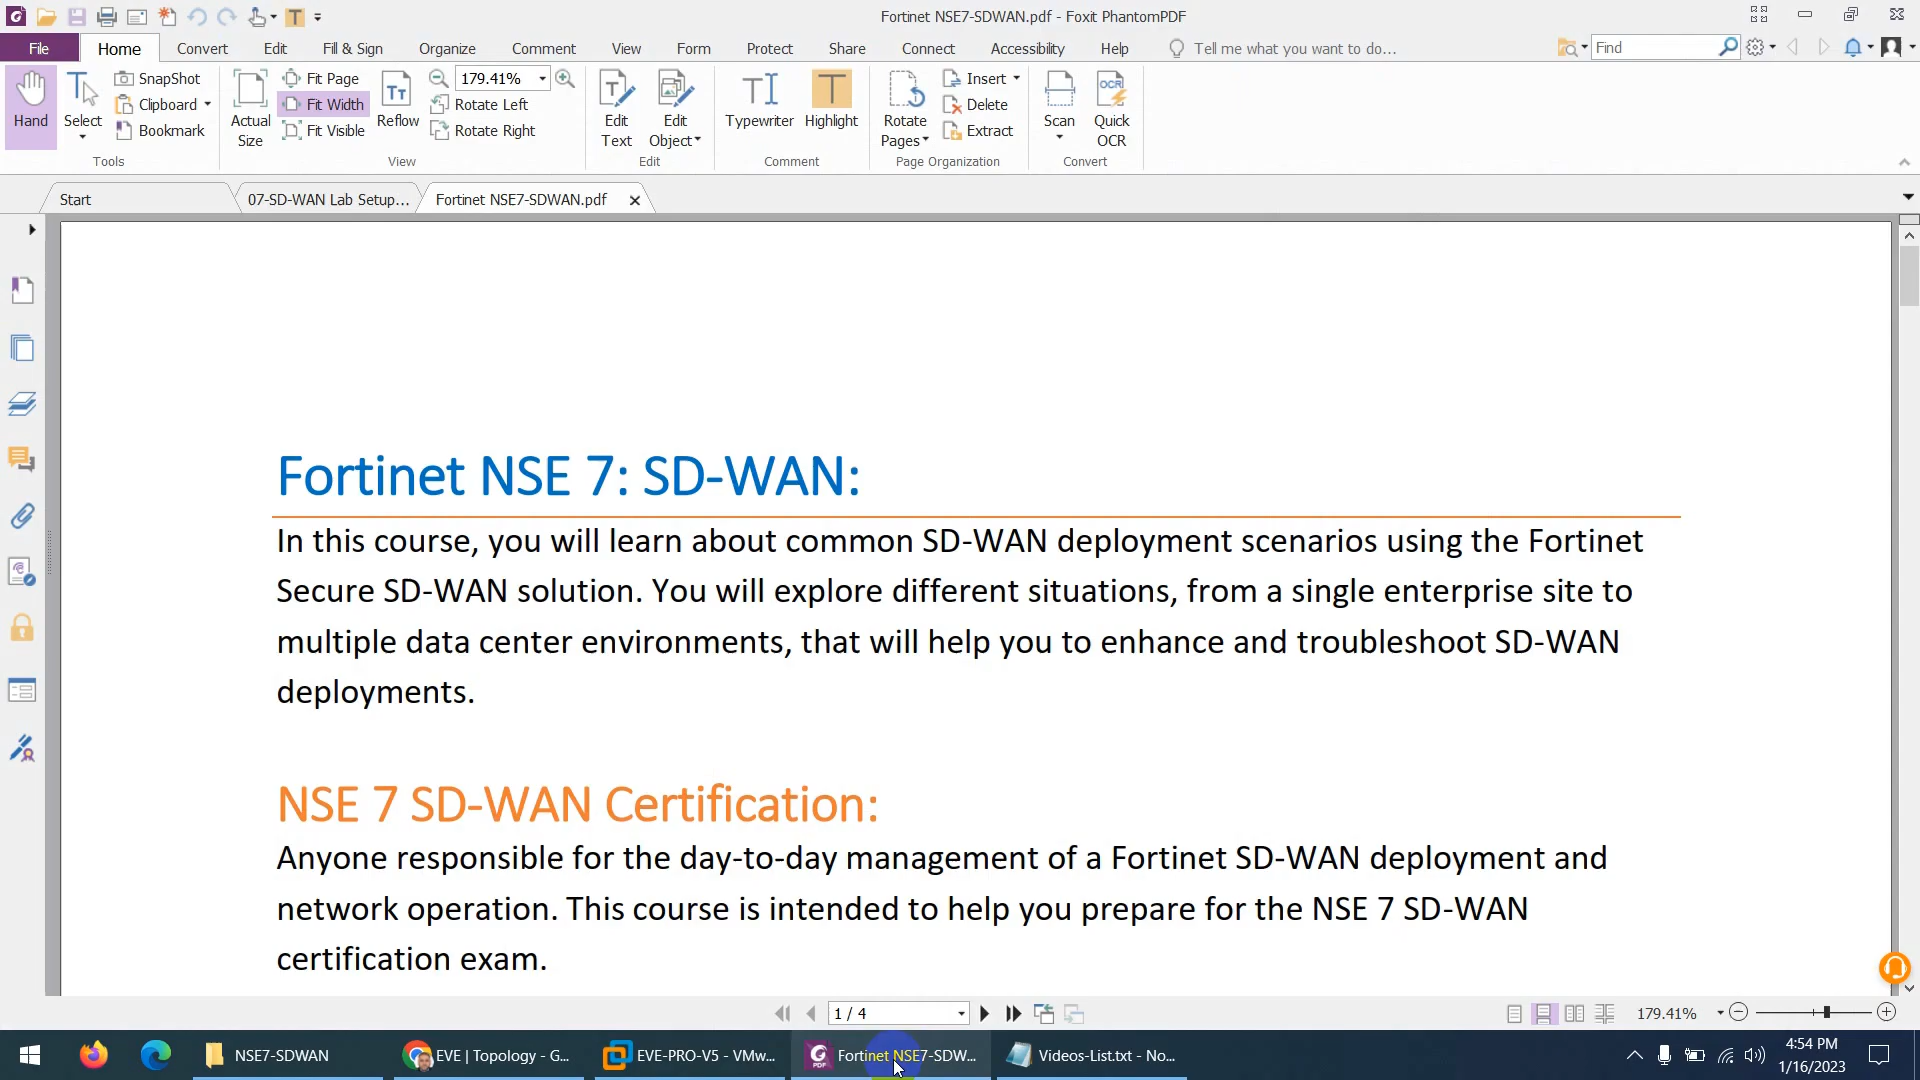 Fortinet NSE7-SDWAN.pdf - Foxit PhantomPDF
File Home Convert Edit Fill & Sign Organize Comment View Form Protect Share Connect Accessibility Help Tell me what you want to do... Find
Hand Select SnapShot Clipboard Bookmark Actual Size Fit Page Fit Width Fit Visible Reflow 179.41% Rotate Left Rotate Right Edit Text Edit Object Typewriter Highlight Rotate Pages Insert Delete Extract Scan Quick OCR
Tools View Edit Comment Page Organization Convert
Start 07-SD-WAN Lab Setup... Fortinet NSE7-SDWAN.pdf
Fortinet NSE 7: SD-WAN:
In this course, you will learn about common SD-WAN deployment scenarios using the Fortinet
Secure SD-WAN solution. You will explore different situations, from a single enterprise site to
multiple data center environments, that will help you to enhance and troubleshoot SD-WAN
deployments.
NSE 7 SD-WAN Certification:
Anyone responsible for the day-to-day management of a Fortinet SD-WAN deployment and
network operation. This course is intended to help you prepare for the NSE 7 SD-WAN
certification exam.
1 / 4 179.41%
NSE7-SDWAN EVE | Topology - G... EVE-PRO-V5 - VMw... Fortinet NSE7-SDW... Videos-List.txt - No... 4:54 PM
1/16/2023